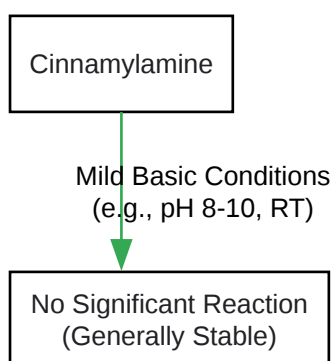 Cinnamylamine
Mild Basic Conditions
(e.g., pH 8-10, RT)
No Significant Reaction
(Generally Stable)